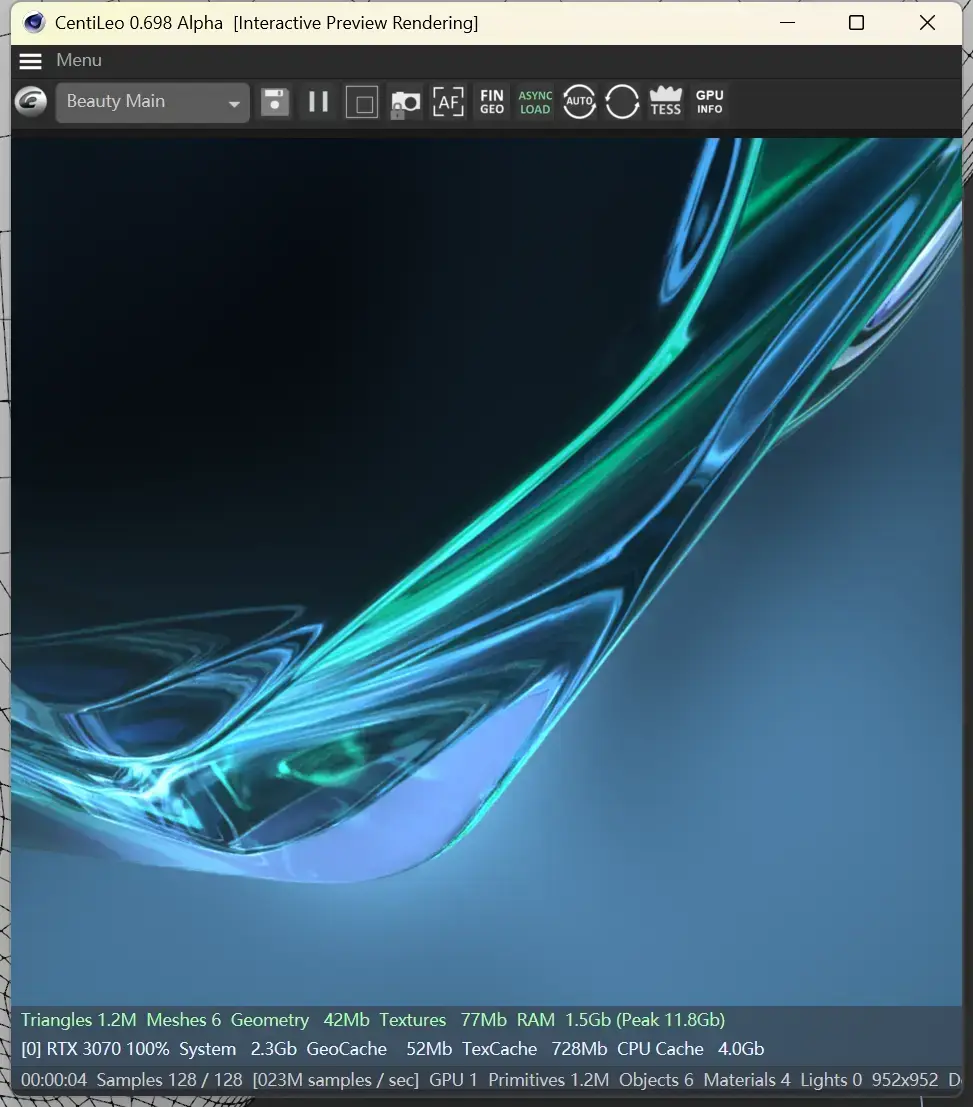 CentiLeo 0.698 Alpha [Interactive Preview Rendering]
Menu
Beauty Main AF FIN GEO ASYNC LOAD AUTO TESS GPU INFO
Triangles 1.2M Meshes 6 Geometry 42Mb Textures 77Mb RAM 1.5Gb (Peak 11.8Gb)
[0] RTX 3070 100% System 2.3Gb GeoCache 52Mb TexCache 728Mb CPU Cache 4.0Gb
00:00:04 Samples 128 / 128 [023M samples / sec] GPU 1 Primitives 1.2M Objects 6 Materials 4 Lights 0 952x952